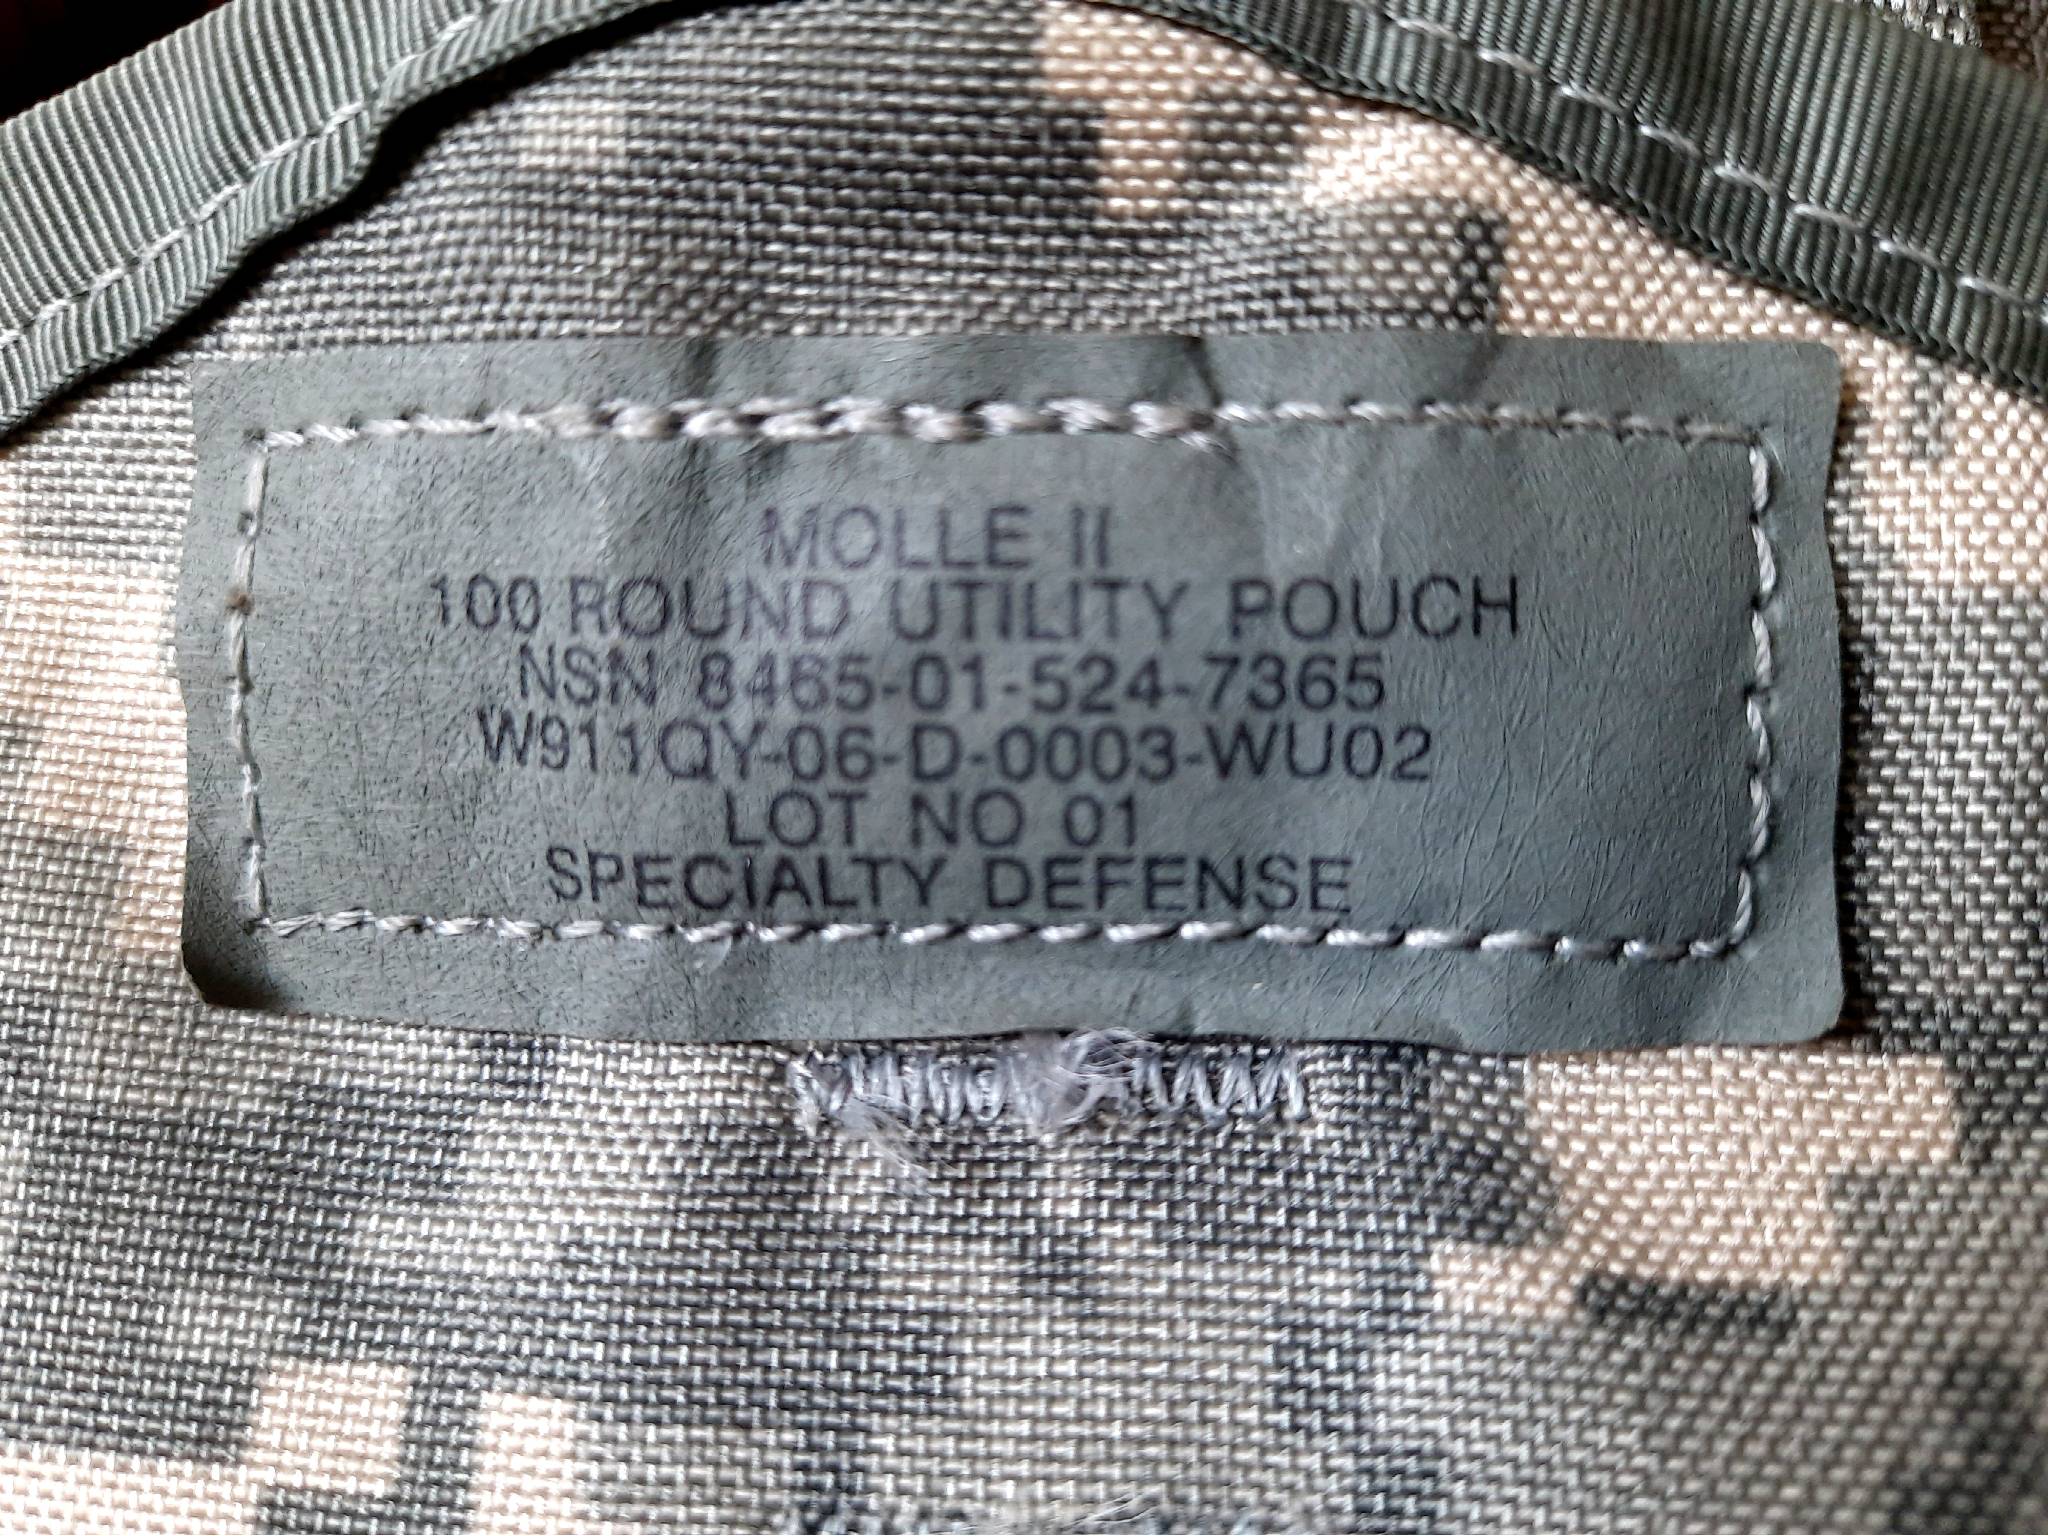 MOLLE II
100 ROUND UTILITY POUCH
NSN 8465-01-524-7365
W911QY-06-D-0003-WU02
LOT NO 01
SPECIALTY DEFENSE